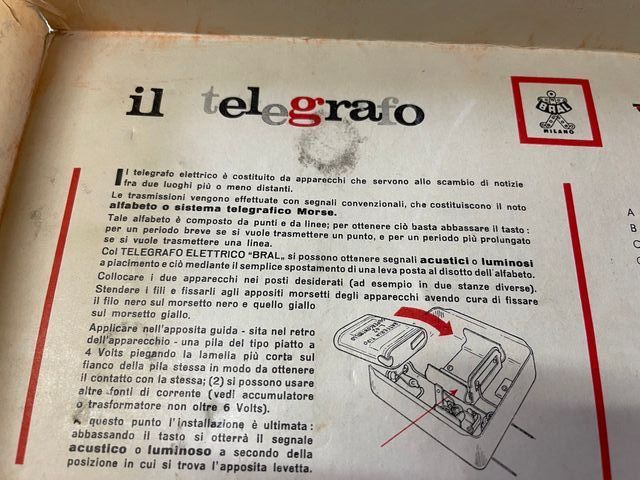 il telegrafo
BRAL
MILANO
Il telegrafo elettrico è costituito da apparecchi che servono allo scambio di notizie
fra due luoghi più o meno distanti.
Le trasmissioni vengono effettuate con segnali convenzionali, che costituiscono il noto
alfabeto o sistema telegrafico Morse.
Tale alfabeto è composto da punti e da linee; per ottenere ciò basta abbassare il tasto:
per un periodo breve se si vuole trasmettere un punto, e per un periodo più prolungato
se si vuole trasmettere una linea.
Col TELEGRAFO ELETTRICO "BRAL„ si possono ottenere segnali acustici o luminosi
a piacimento e ciò mediante il semplice spostamento di una leva posta al disotto dell'alfabeto.
Collocare i due apparecchi nei posti desiderati (ad esempio in due stanze diverse).
Stendere i fili e fissarli agli appositi morsetti degli apparecchi avendo cura di fissare
il filo nero sul morsetto nero e quello giallo
sul morsetto giallo.
Applicare nell'apposita guida - sita nel retro
dell'apparecchio - una pila del tipo piatto a
4 Volts piegando la lamella più corta sul
fianco della pila stessa in modo da ottenere
il contatto con la stessa; (2) si possono usare
altre fonti di corrente (vedi accumulatore
o trasformatore non oltre 6 Volts).
A questo punto l'installazione è ultimata:
abbassando il tasto si otterrà il segnale
acustico o luminoso a secondo della
posizione in cui si trova l'apposita levetta.
A
B
C